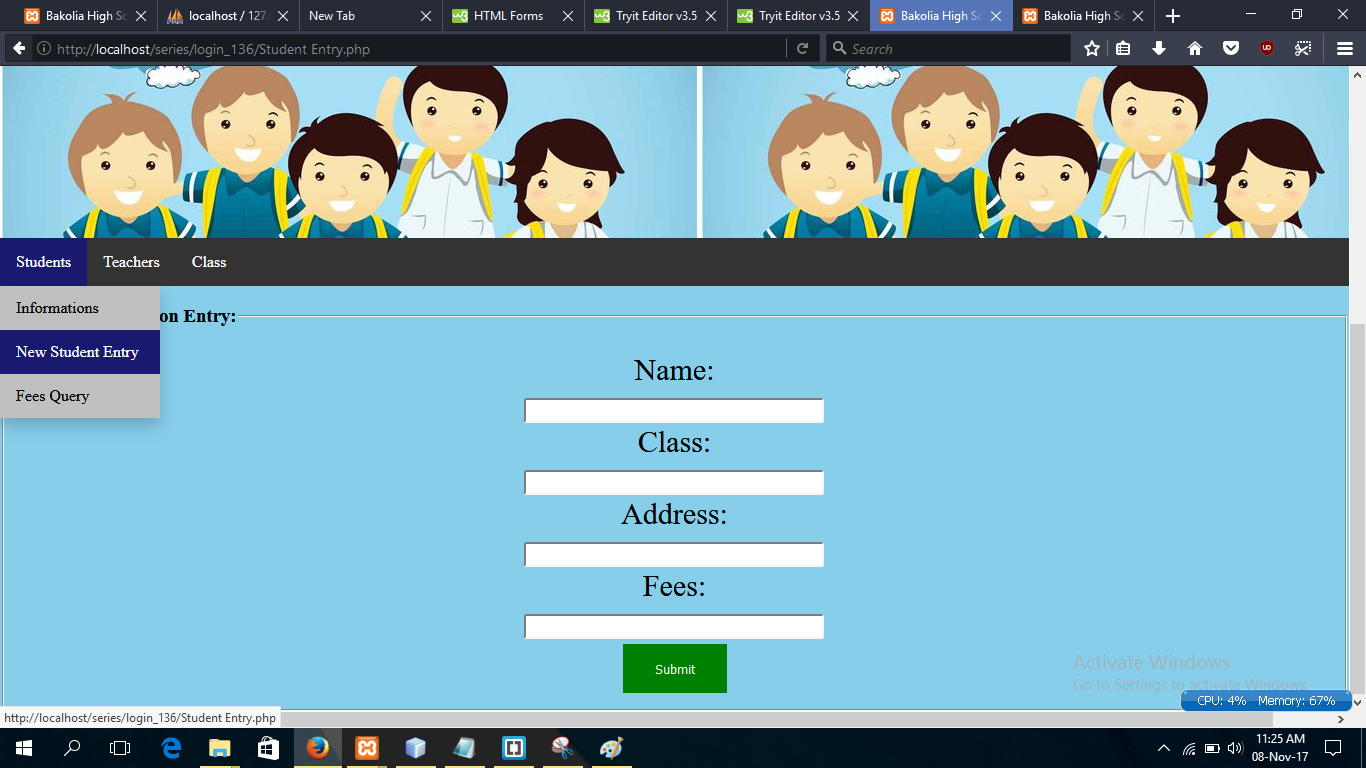 Bakolia High Sc
localhost / 127.
New Tab
HTML Forms
Tryit Editor v3.5
Tryit Editor v3.5
Bakolia High Sc
Bakolia High Sc
http://localhost/series/login_136/Student Entry.php
Search
Students
Teachers
Class
Informations
on Entry:
New Student Entry
Fees Query
Name:
Class:
Address:
Fees:
Submit
Activate Windows
Go to Settings to activate Windows.
CPU: 4% Memory: 67%
http://localhost/series/login_136/Student Entry.php
11:25 AM
08-Nov-17